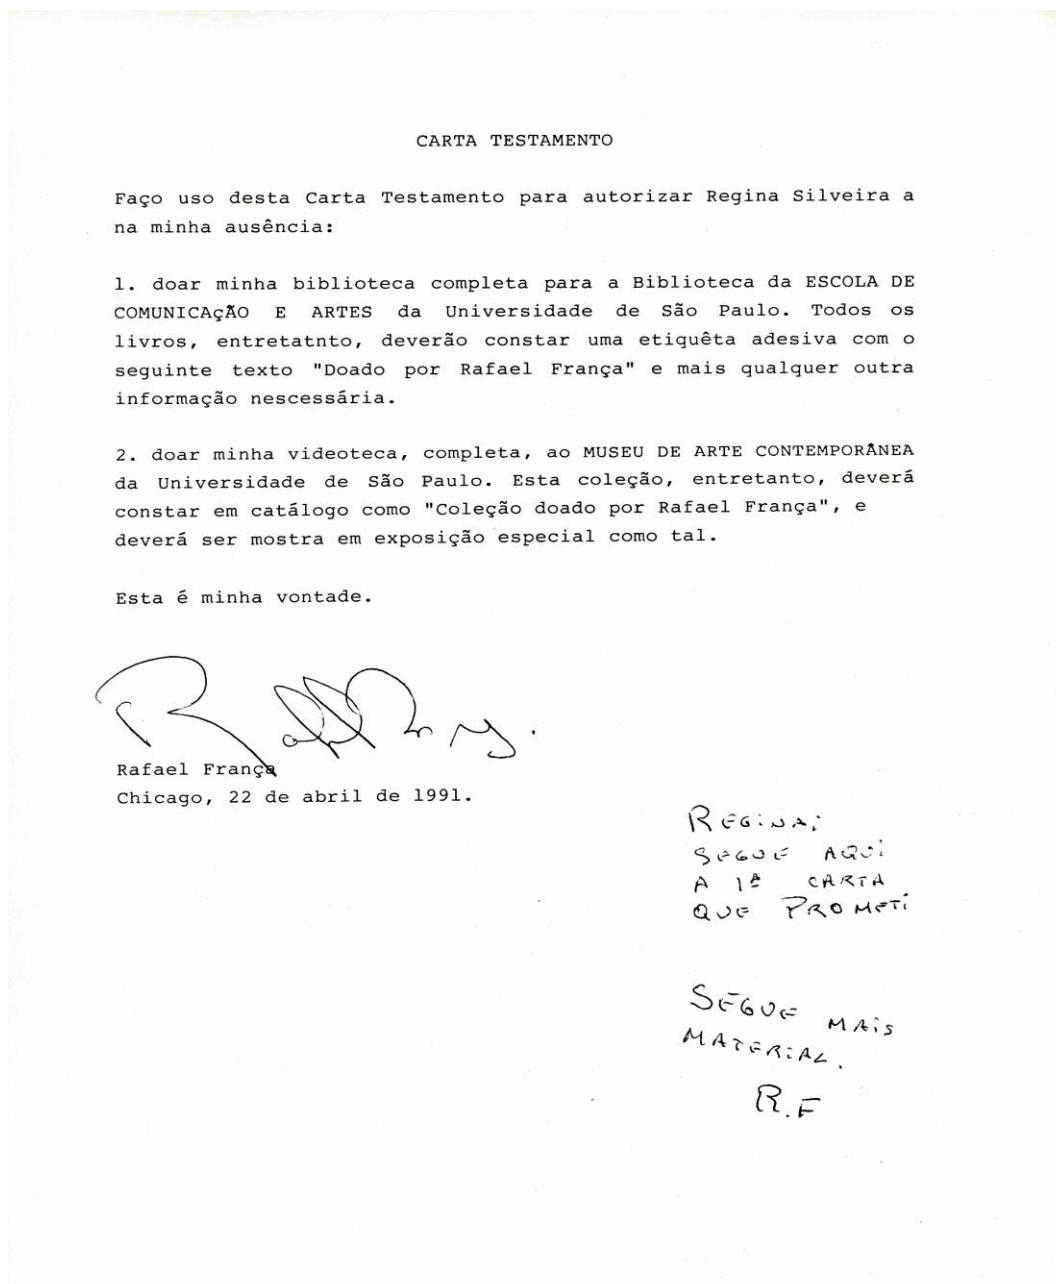 CARTA TESTAMENTO
Faço uso desta Carta Testamento para autorizar Regina Silveira a
na minha ausência:
1. doar minha biblioteca completa para a Biblioteca da ESCOLA DE
COMUNICAçÃO E ARTES da Universidade de São Paulo. Todos os
livros, entretatnto, deverão constar uma etiquêta adesiva com o
seguinte texto "Doado por Rafael França" e mais qualquer outra
informação nescessária.
2. doar minha videoteca, completa, ao MUSEU DE ARTE CONTEMPORÂNEA
da Universidade de São Paulo. Esta coleção, entretanto, deverá
constar em catálogo como "Coleção doado por Rafael França", e
deverá ser mostra em exposição especial como tal.
Esta é minha vontade.
Rafael França
Chicago, 22 de abril de 1991.
REGINA;
SEGUE AQUI
A 1ª CARTA
QUE PROMETI
SEGUE MAIS
MATERIAL.
R.F